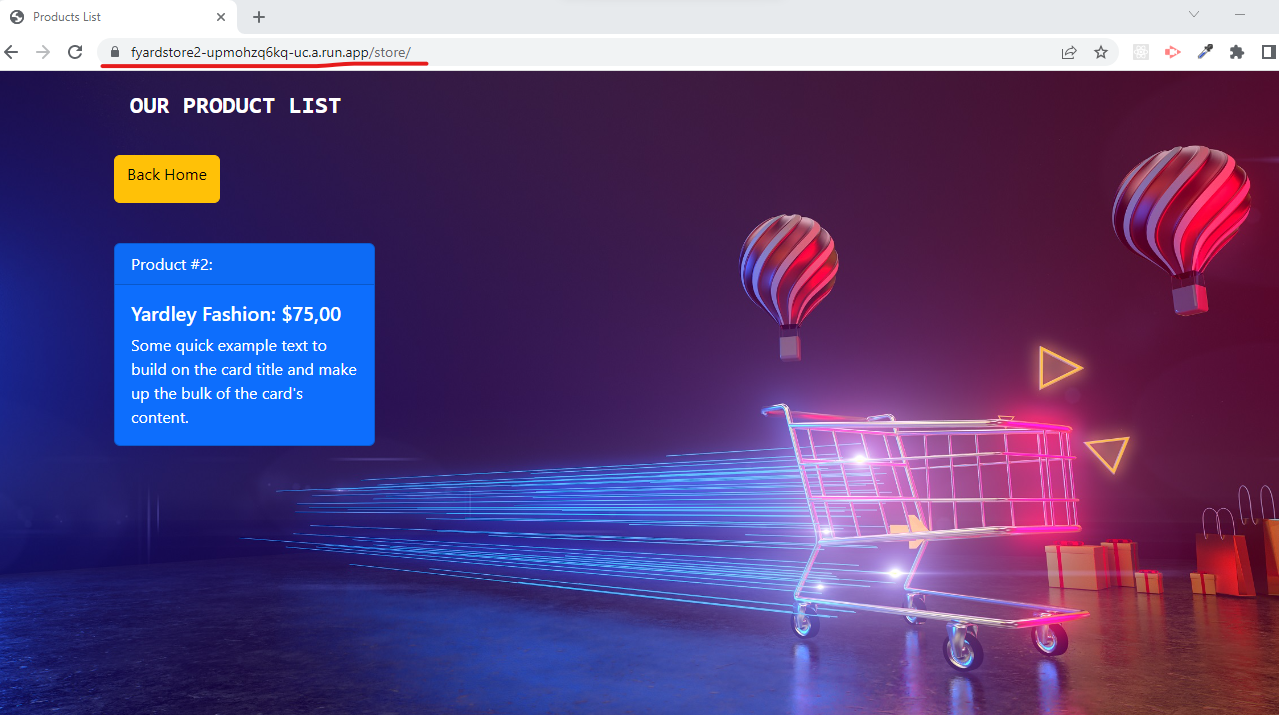 Products List
fyardstore2-upmohzq6kq-uc.a.run.app/store/
OUR PRODUCT LIST
Back Home
Product #2:
Yardley Fashion: $75,00
Some quick example text to
build on the card title and make
up the bulk of the card's
content.